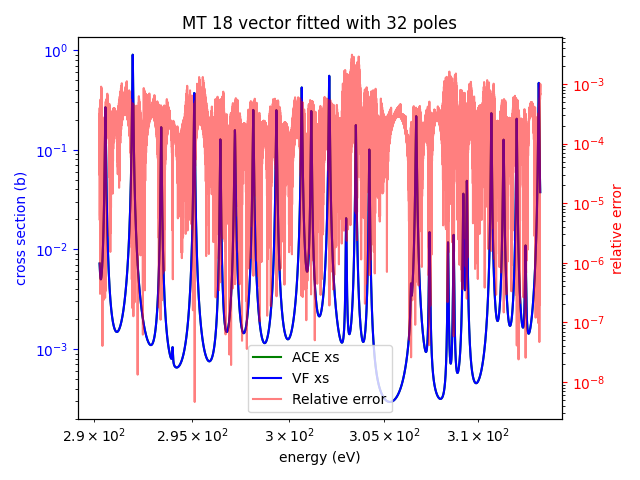 MT 18 vector fitted with 32 poles
10⁰
10⁻¹
10⁻²
10⁻³
cross section (b)
10⁻³
10⁻⁴
10⁻⁵
10⁻⁶
10⁻⁷
10⁻⁸
relative error
ACE xs
VF xs
Relative error
2.9 × 10² 2.95 × 10² 3 × 10² 3.05 × 10² 3.1 × 10²
energy (eV)